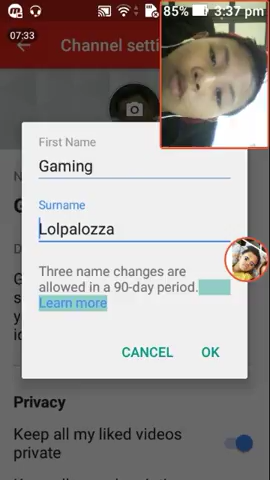 85% 3:37 pm
07:33
Channel setti
First Name
Gaming
Surname
Lolpalozza
Three name changes are
allowed in a 90-day period.
Learn more
CANCEL OK
Privacy
Keep all my liked videos
private